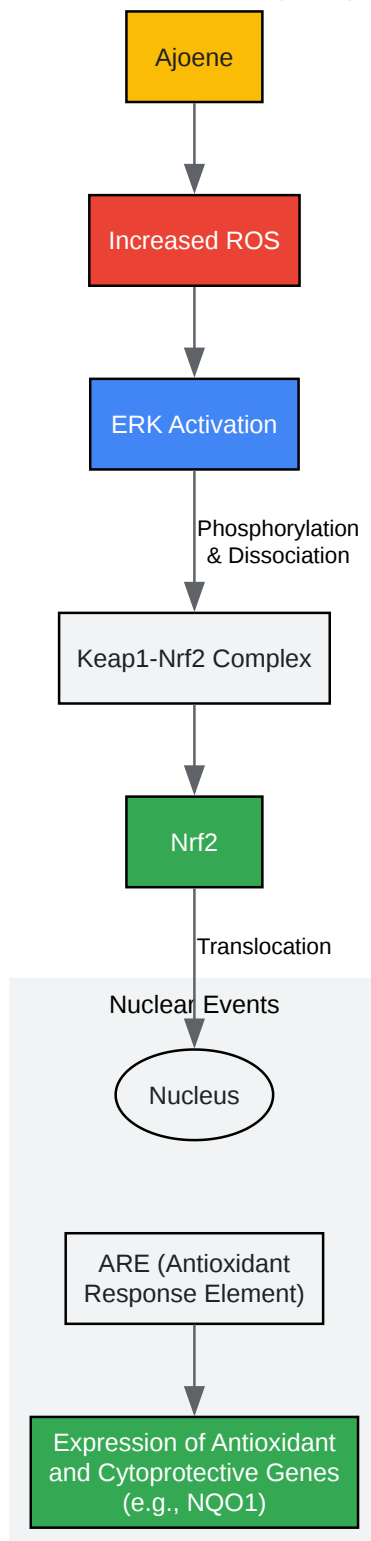 Ajoene
Increased ROS
ERK Activation
Phosphorylation
& Dissociation
Keap1-Nrf2 Complex
Nrf2
Translocation
Nuclear Events
Nucleus
ARE (Antioxidant
Response Element)
Expression of Antioxidant
and Cytoprotective Genes
(e.g., NQO1)